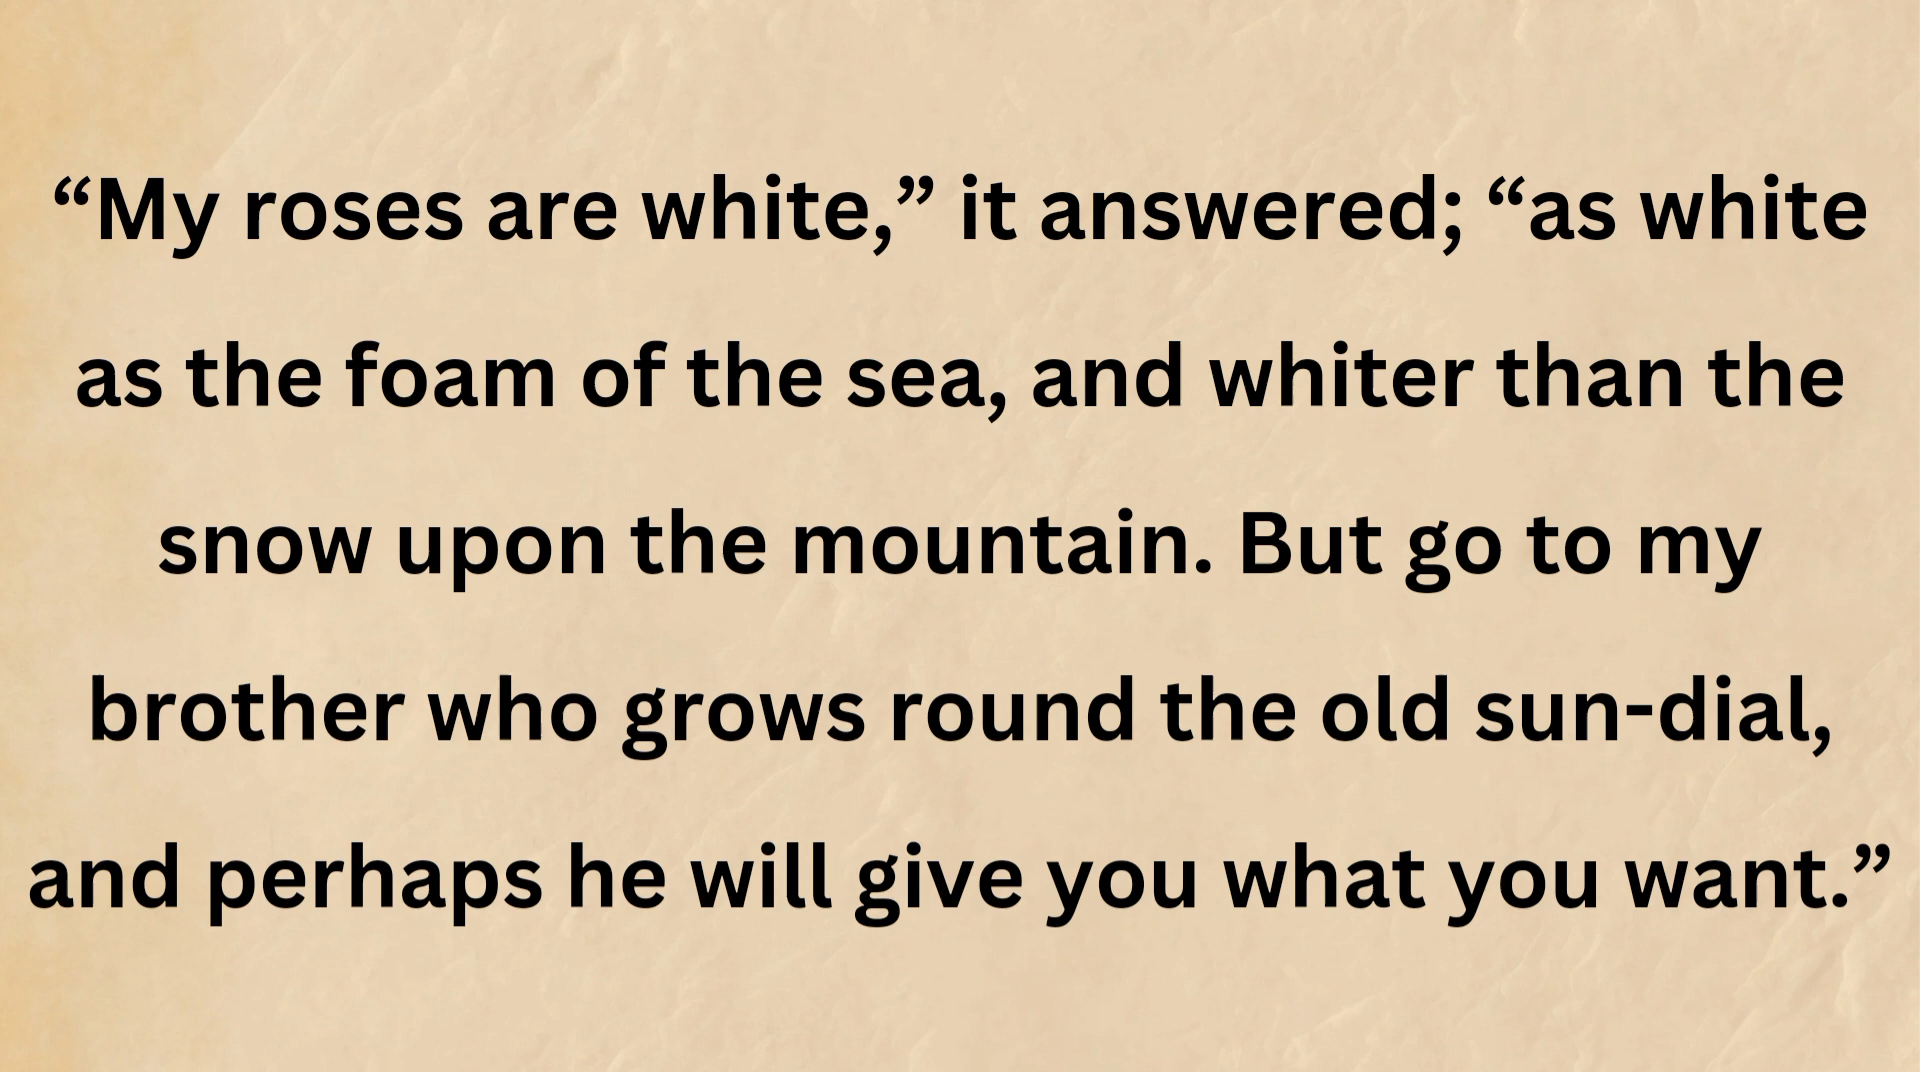 “My roses are white,” it answered; “as white
as the foam of the sea, and whiter than the
snow upon the mountain. But go to my
brother who grows round the old sun-dial,
and perhaps he will give you what you want.”